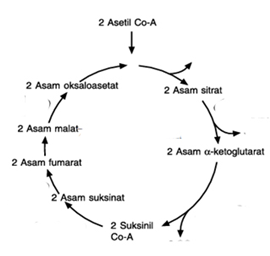 2 Asetil Co-A
2 Asam oksaloasetat
2 Asam sitrat
2 Asam malat
2 Asam α-ketoglutarat
2 Asam fumarat
2 Asam suksinat
2 Suksinil
Co-A